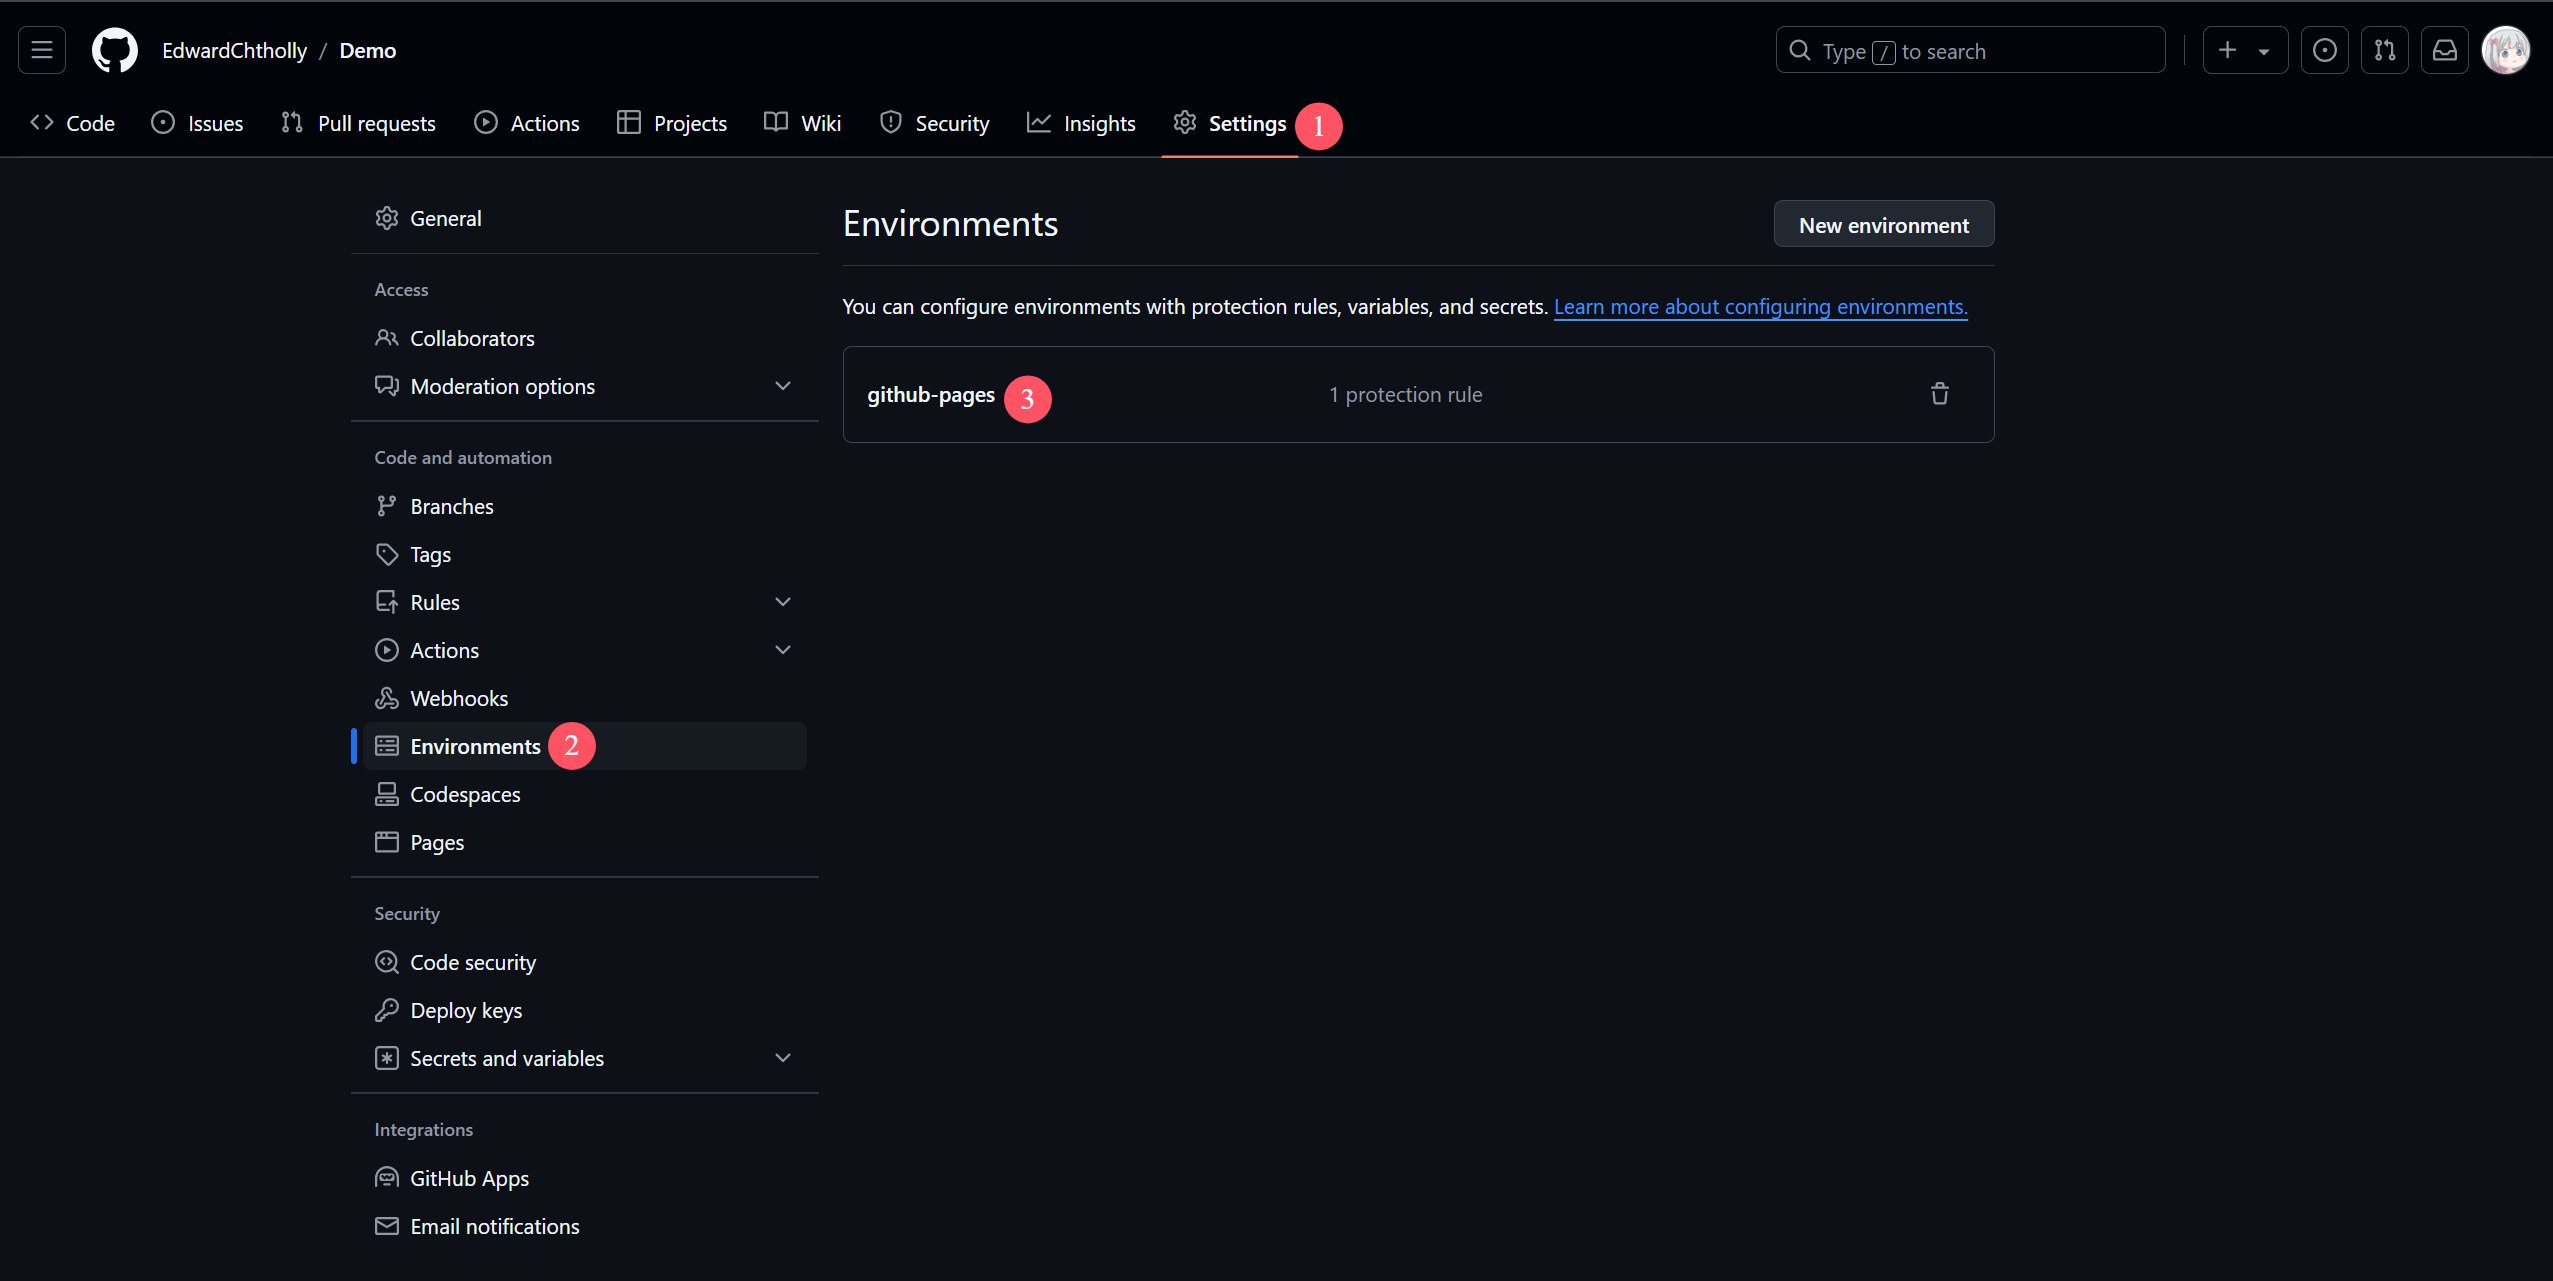 EdwardChtholly / Demo
Type / to search
Code Issues Pull requests Actions Projects Wiki Security Insights Settings 1
General
Access
Collaborators
Moderation options
Code and automation
Branches
Tags
Rules
Actions
Webhooks
Environments 2
Codespaces
Pages
Security
Code security
Deploy keys
Secrets and variables
Integrations
GitHub Apps
Email notifications
Environments
New environment
You can configure environments with protection rules, variables, and secrets. Learn more about configuring environments.
github-pages 3 1 protection rule